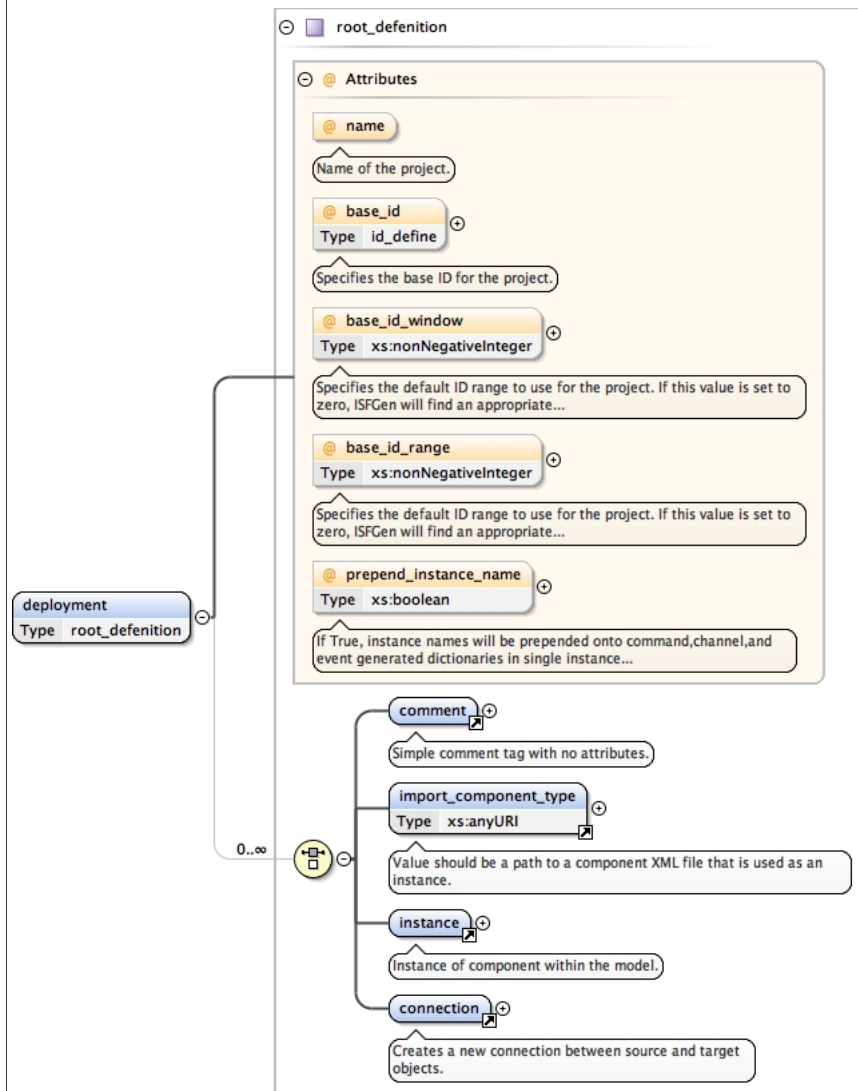 root_defenition
@ Attributes
@ name
Name of the project.
@ base_id
Type id_define
Specifies the base ID for the project.
@ base_id_window
Type xs:nonNegativeInteger
Specifies the default ID range to use for the project. If this value is set to
zero, ISFGen will find an appropriate...
@ base_id_range
Type xs:nonNegativeInteger
Specifies the default ID range to use for the project. If this value is set to
zero, ISFGen will find an appropriate...
@ prepend_instance_name
Type xs:boolean
If True, instance names will be prepended onto command,channel,and
event generated dictionaries in single instance...
deployment
Type root_defenition
0..∞
comment
Simple comment tag with no attributes.
import_component_type
Type xs:anyURI
Value should be a path to a component XML file that is used as an
instance.
instance
Instance of component within the model.
connection
Creates a new connection between source and target
objects.